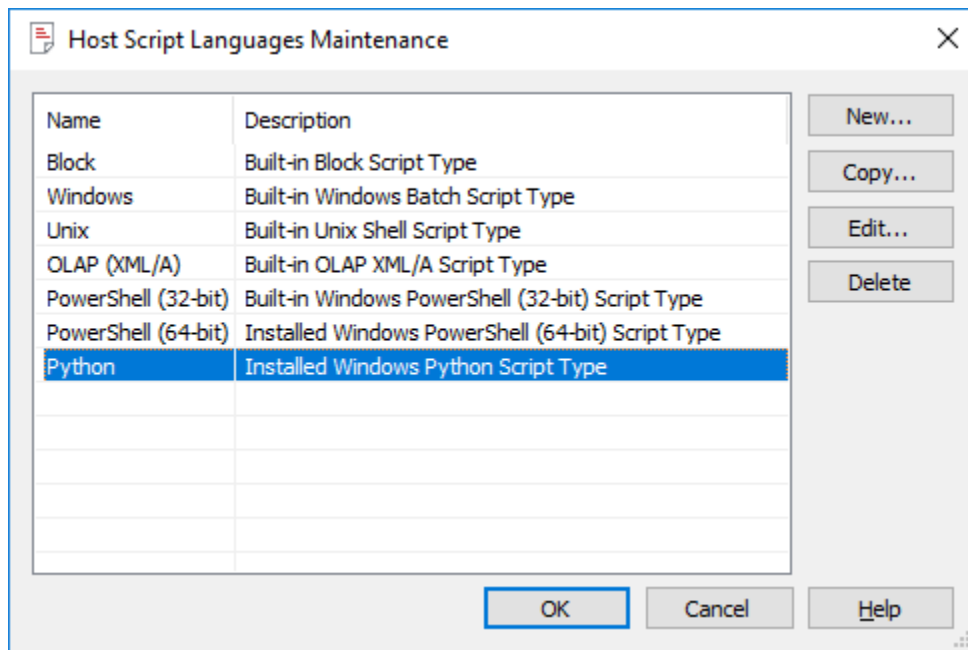 Host Script Languages Maintenance
Name Description
Block Built-in Block Script Type
Windows Built-in Windows Batch Script Type
Unix Built-in Unix Shell Script Type
OLAP (XML/A) Built-in OLAP XML/A Script Type
PowerShell (32-bit) Built-in Windows PowerShell (32-bit) Script Type
PowerShell (64-bit) Installed Windows PowerShell (64-bit) Script Type
Python Installed Windows Python Script Type
New...
Copy...
Edit...
Delete
OK Cancel Help